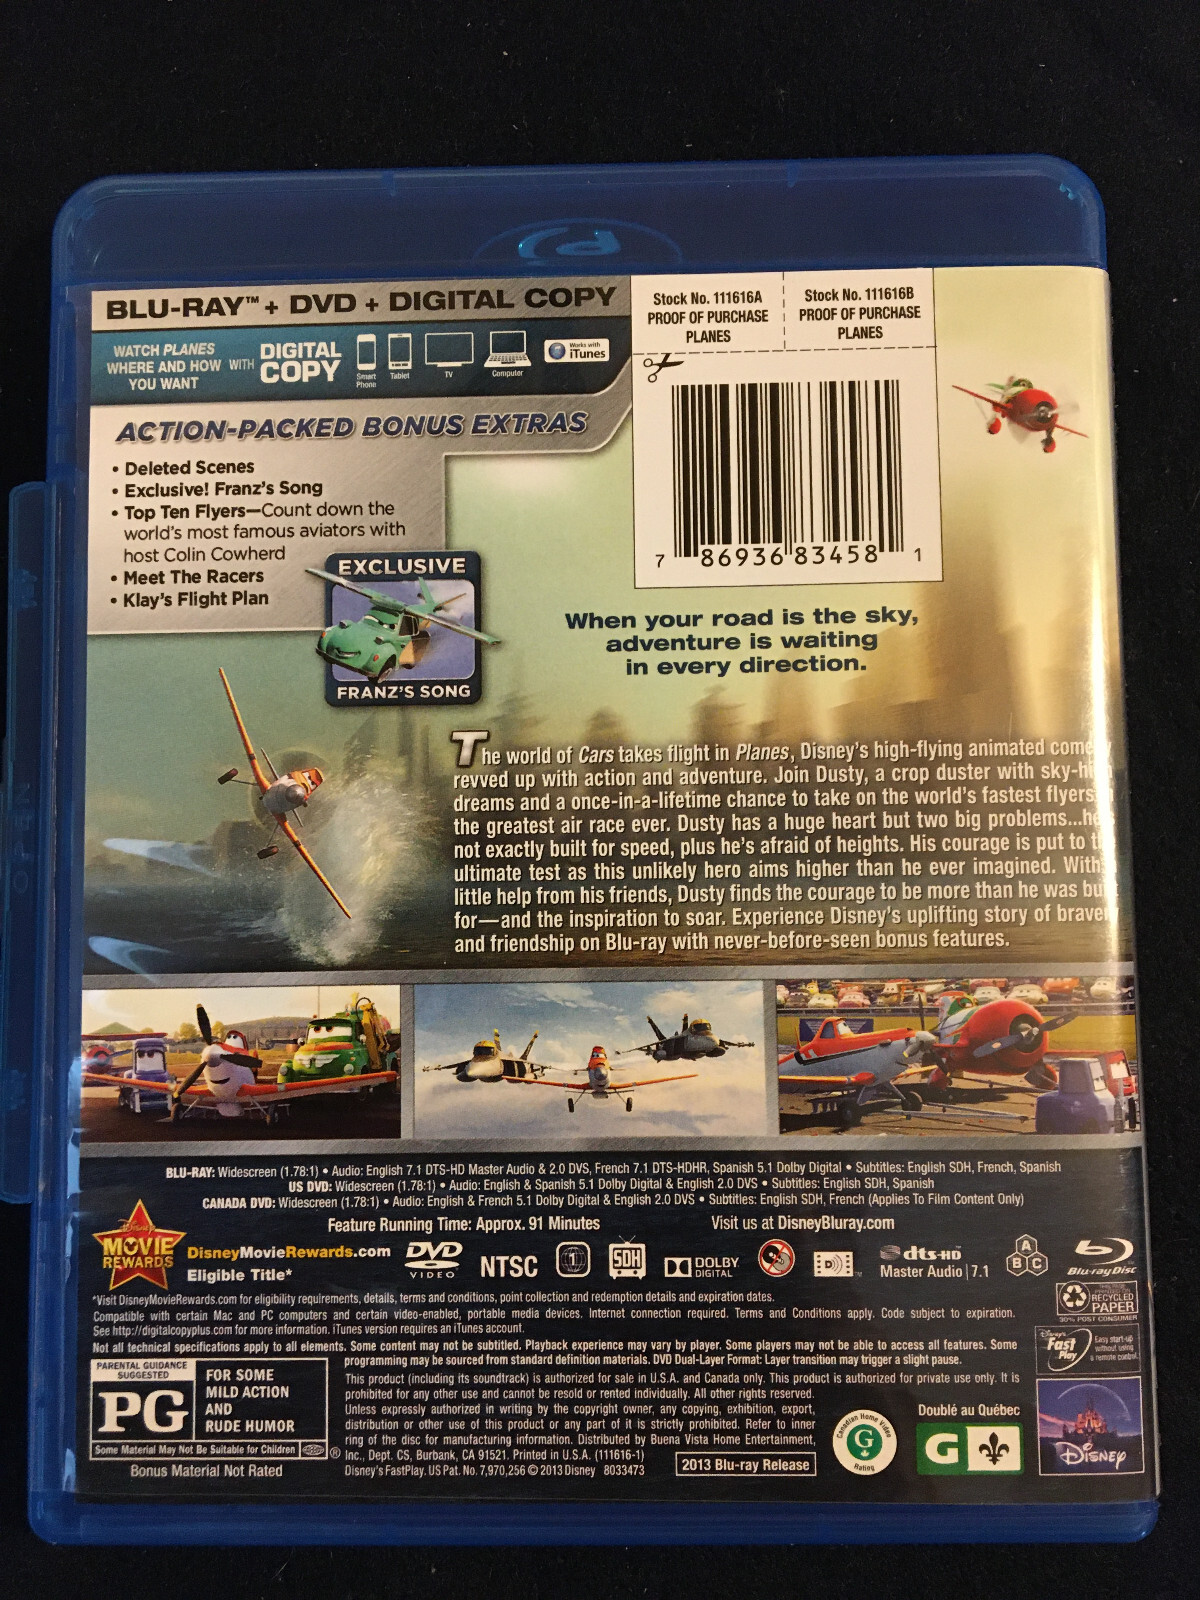 BLU-RAY™ + DVD + DIGITAL COPY
WATCH PLANES
WHERE AND HOW
YOU WANT
WITH
DIGITAL
COPY
Smart
Phone
Tablet
TV
Computer
Works with
iTunes
Stock No. 111616A
PROOF OF PURCHASE
PLANES
Stock No. 111616B
PROOF OF PURCHASE
PLANES
7 86936 83458 1
ACTION-PACKED BONUS EXTRAS
• Deleted Scenes
• Exclusive! Franz's Song
• Top Ten Flyers—Count down the
world's most famous aviators with
host Colin Cowherd
• Meet The Racers
• Klay's Flight Plan
EXCLUSIVE
FRANZ'S SONG
When your road is the sky,
adventure is waiting
in every direction.
The world of Cars takes flight in Planes, Disney's high-flying animated
revved up with action and adventure. Join Dusty, a crop duster with
dreams and a once-in-a-lifetime chance to take on the world's fastest flyers
the greatest air race ever. Dusty has a huge heart but two big problems...
not exactly built for speed, plus he's afraid of heights. His courage is put to
ultimate test as this unlikely hero aims higher than he ever imagined. With
little help from his friends, Dusty finds the courage to be more than he was
for—and the inspiration to soar. Experience Disney's uplifting story of
and friendship on Blu-ray with never-before-seen bonus features.
BLU-RAY: Widescreen (1.78:1) • Audio: English 7.1 DTS-HD Master Audio & 2.0 DVS, French 7.1 DTS-HDHR, Spanish 5.1 Dolby Digital • Subtitles: English SDH, French, Spanish
US DVD: Widescreen (1.78:1) • Audio: English & Spanish 5.1 Dolby Digital & English 2.0 DVS • Subtitles: English SDH, Spanish
CANADA DVD: Widescreen (1.78:1) • Audio: English & French 5.1 Dolby Digital & English 2.0 DVS • Subtitles: English SDH, French (Applies To Film Content Only)
Feature Running Time: Approx. 91 Minutes
Visit us at DisneyBluray.com
Disney
MOVIE
REWARDS
DisneyMovieRewards.com
Eligible Title*
DVD
VIDEO
NTSC
1
SDH
DOLBY
DIGITAL
dts-HD
Master Audio | 7.1
A
B C
Blu-ray Disc
*Visit DisneyMovieRewards.com for eligibility requirements, details, terms and conditions, point collection and redemption details and expiration dates.
Compatible with certain Mac and PC computers and certain video-enabled, portable media devices. Internet connection required. Terms and Conditions apply. Code subject to expiration.
See http://digitalcopyplus.com for more information. iTunes version requires an iTunes account.
Not all technical specifications apply to all elements. Some content may not be subtitled. Playback experience may vary by player. Some players may not be able to access all features. Some
programming may be sourced from standard definition materials. DVD Dual-Layer Format: Layer transition may trigger a slight pause.
RECYCLED
PAPER
30% POST CONSUMER
Disney's
Fast
Play
Easy start-up
without using
a remote control.
PARENTAL GUIDANCE
SUGGESTED
PG
FOR SOME
MILD ACTION
AND
RUDE HUMOR
Some Material May Not Be Suitable for Children
®
Bonus Material Not Rated
This product (including its soundtrack) is authorized for sale in U.S.A. and Canada only. This product is authorized for private use only. It is
prohibited for any other use and cannot be resold or rented individually. All other rights reserved.
Unless expressly authorized in writing by the copyright owner, any copying, exhibition, export,
distribution or other use of this product or any part of it is strictly prohibited. Refer to inner
ring of the disc for manufacturing information. Distributed by Buena Vista Home Entertainment,
Inc., Dept. CS, Burbank, CA 91521. Printed in U.S.A. (111616-1)
Disney's FastPlay. US Pat. No. 7,970,256 © 2013 Disney 8033473
2013 Blu-ray Release
Canadian Home Video
G
Rating
Doublé au Québec
G
Disney